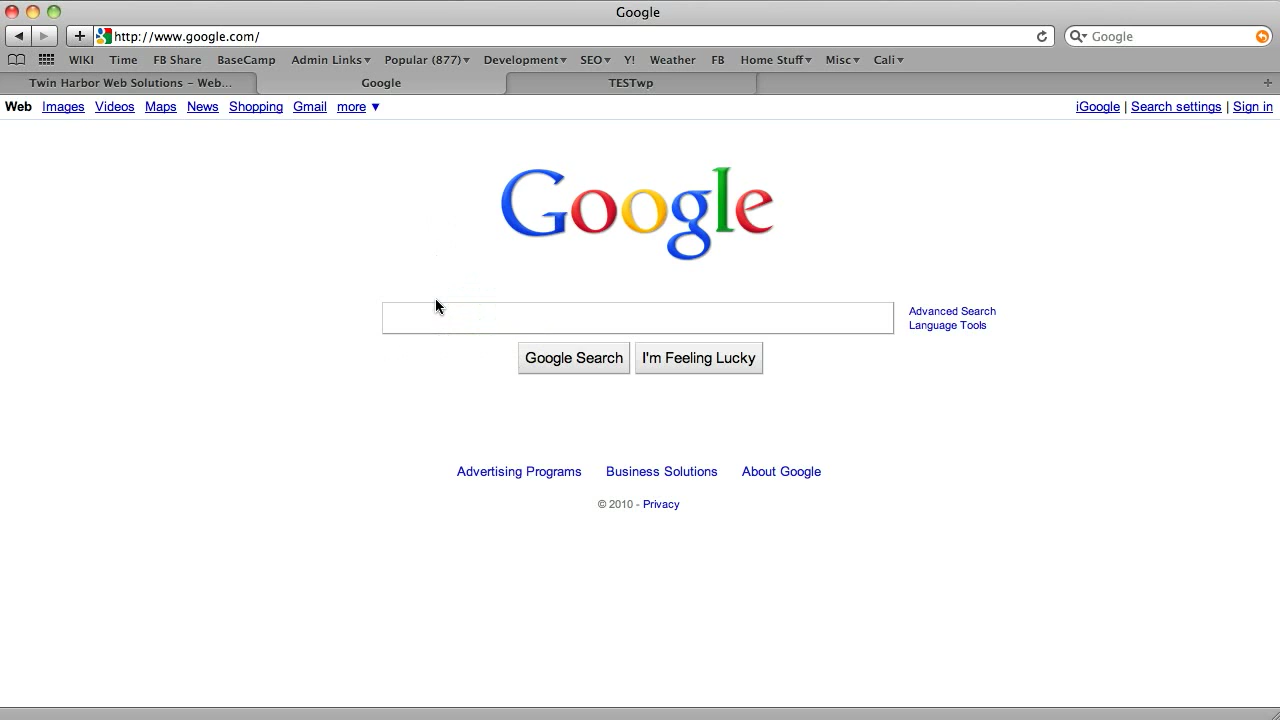 Google
http://www.google.com/ Google
WIKI Time FB Share BaseCamp Admin Links▾ Popular (877)▾ Development▾ SEO▾ Y! Weather FB Home Stuff▾ Misc▾ Cali▾
Twin Harbor Web Solutions – Web... Google TESTwp
Web Images Videos Maps News Shopping Gmail more ▼ iGoogle | Search settings | Sign in
Google
Advanced Search
Language Tools
Google Search I'm Feeling Lucky
Advertising Programs Business Solutions About Google
© 2010 - Privacy